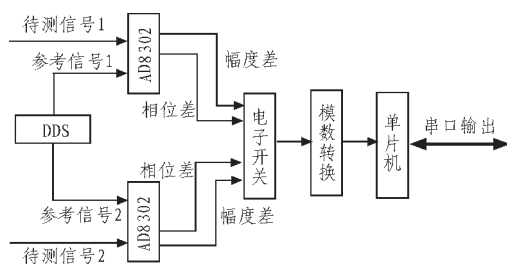 待测信号1
参考信号1
AD8302
幅度差
相位差
DDS
电子开关
模数转换
单片机
串口输出
相位差
参考信号2
AD8302
幅度差
待测信号2